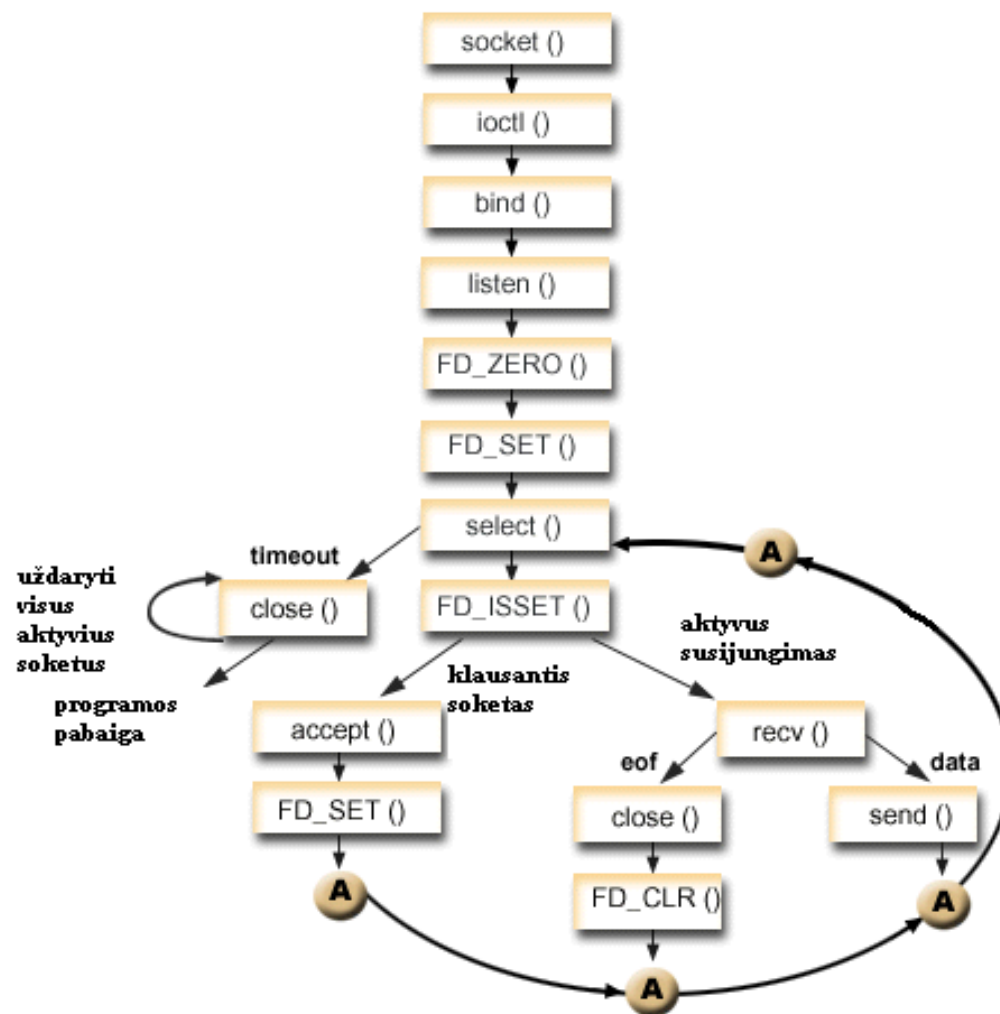 socket ()
ioctl ()
bind ()
listen ()
FD_ZERO ()
FD_SET ()
select ()
A
timeout
uždaryti
visus
aktyvius
soketus
close ()
FD_ISSET ()
aktyvus
susijungimas
klausantis
soketas
programos
pabaiga
accept ()
recv ()
eof
data
FD_SET ()
close ()
send ()
A
FD_CLR ()
A
A